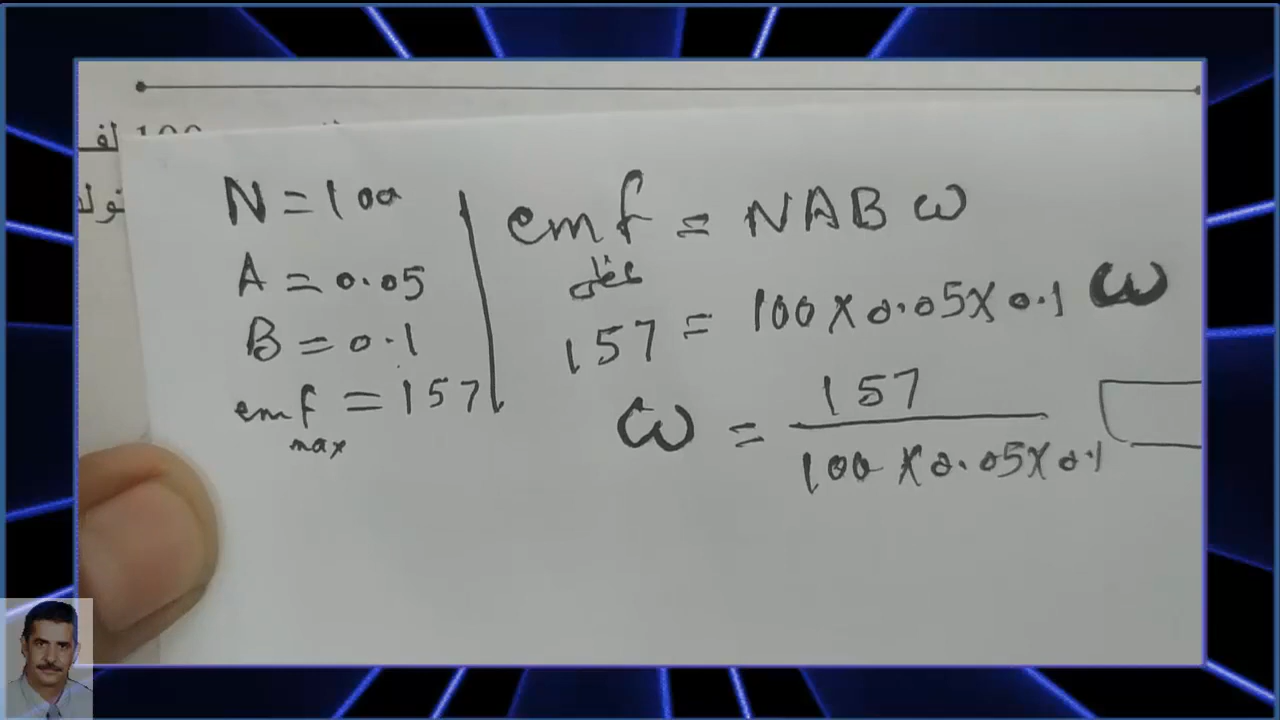 N = 100
A = 0.05
B = 0.1
emf = 157
max
emf = NAB ω
عظمى
157 = 100 x 0.05 x 0.1 ω
ω = 157
100 x 0.05 x 0.1